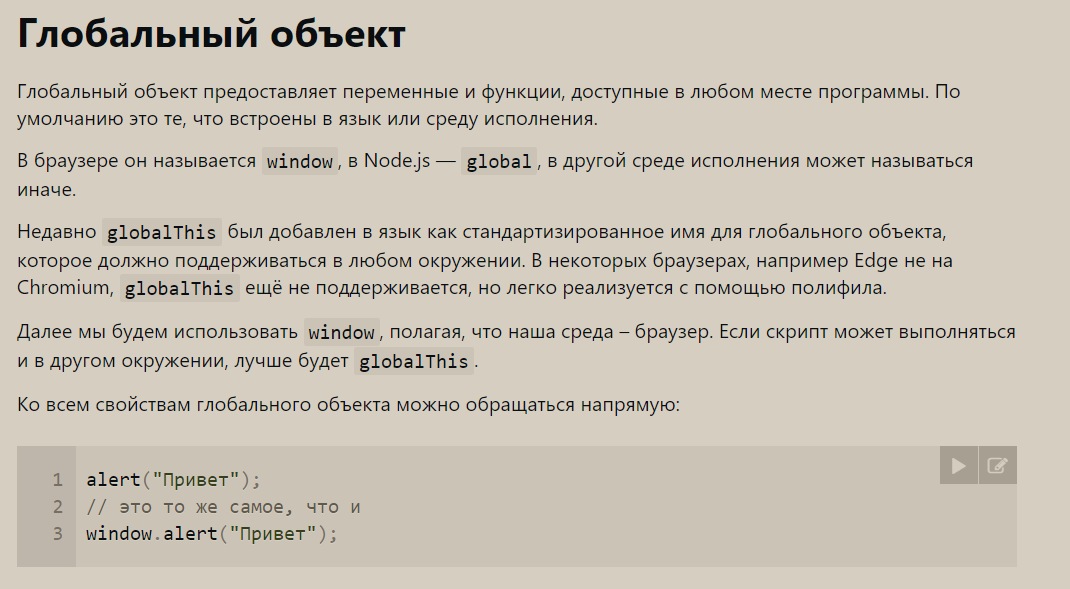 Глобальный объект
Глобальный объект предоставляет переменные и функции, доступные в любом месте программы. По
умолчанию это те, что встроены в язык или среду исполнения.
В браузере он называется window, в Node.js — global, в другой среде исполнения может называться
иначе.
Недавно globalThis был добавлен в язык как стандартизированное имя для глобального объекта,
которое должно поддерживаться в любом окружении. В некоторых браузерах, например Edge не на
Chromium, globalThis ещё не поддерживается, но легко реализуется с помощью полифила.
Далее мы будем использовать window, полагая, что наша среда – браузер. Если скрипт может выполняться
и в другом окружении, лучше будет globalThis.
Ко всем свойствам глобального объекта можно обращаться напрямую:
1 alert("Привет");
2 // это то же самое, что и
3 window.alert("Привет");